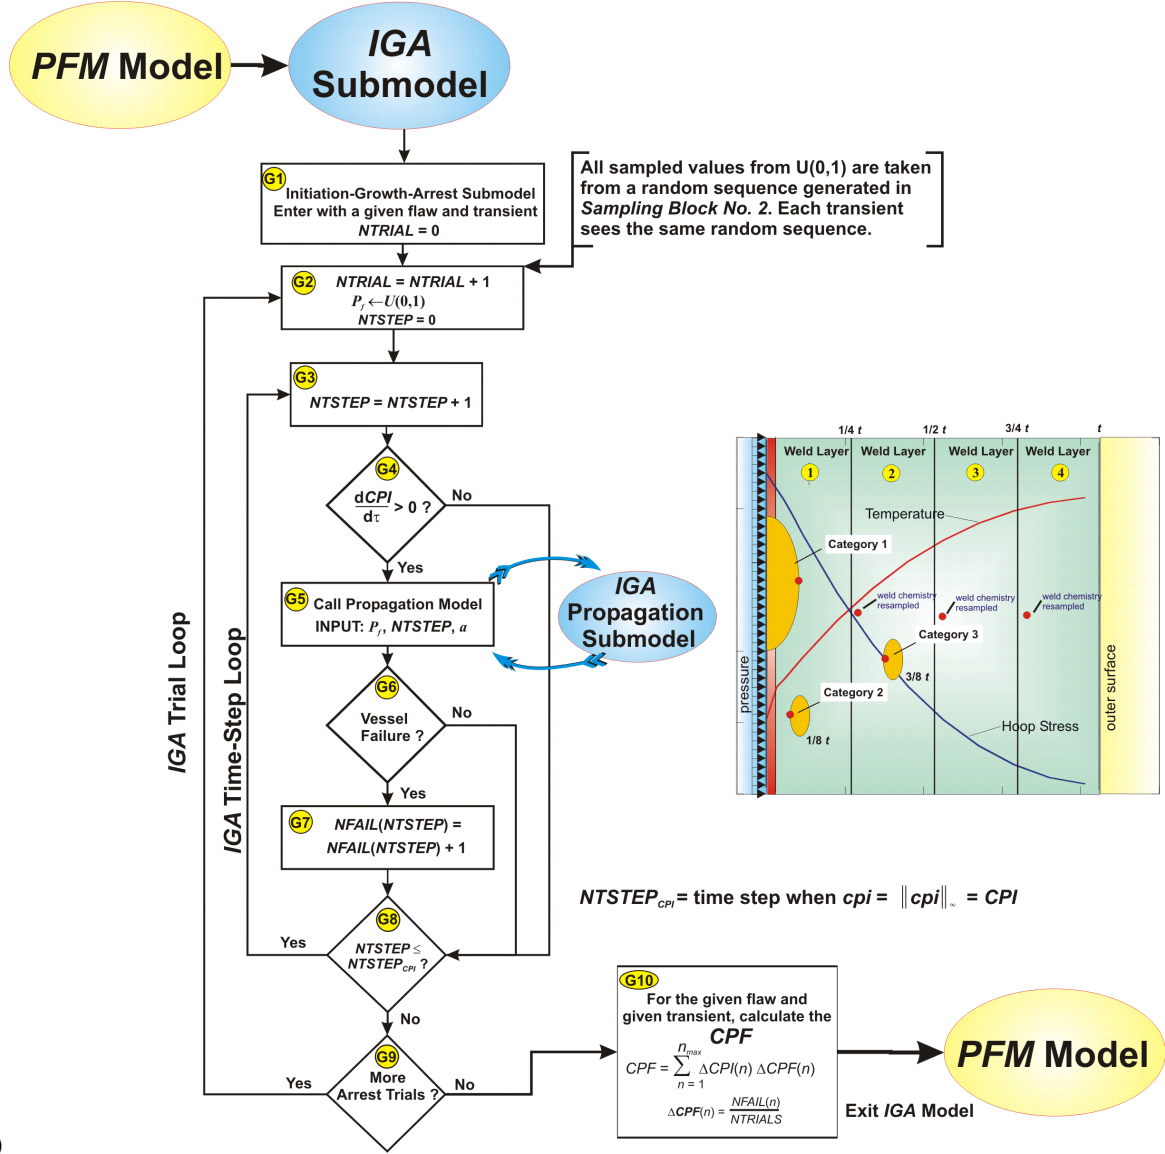 PFM Model
IGA
Submodel
G1
Initiation-Growth-Arrest Submodel
Enter with a given flaw and transient
NTRIAL = 0
All sampled values from U(0,1) are taken
from a random sequence generated in
Sampling Block No. 2. Each transient
sees the same random sequence.
G2
NTRIAL = NTRIAL + 1
Pf ←U(0,1)
NTSTEP = 0
G3
NTSTEP = NTSTEP + 1
G4
dCPI
dτ
> 0 ?
No
Yes
G5
Call Propagation Model
INPUT: Pf, NTSTEP, a
IGA
Propagation
Submodel
G6
Vessel
Failure ?
No
Yes
G7
NFAIL(NTSTEP) =
NFAIL(NTSTEP) + 1
G8
NTSTEP ≤
NTSTEPCPI ?
Yes
No
G9
More
Arrest Trials ?
Yes
No
IGA Trial Loop
IGA Time-Step Loop
1/4 t
1/2 t
3/4 t
t
Weld Layer
1
Weld Layer
2
Weld Layer
3
Weld Layer
4
Temperature
Category 1
weld chemistry
resampled
weld chemistry
resampled
weld chemistry
resampled
Category 3
3/8 t
Category 2
1/8 t
Hoop Stress
pressure
outer surface
NTSTEPCPI = time step when cpi = ||cpi||∞ = CPI
G10
For the given flaw and
given transient, calculate the
CPF
CPF = ∑ n = 1 nmax ΔCPI(n) ΔCPF(n)
ΔCPF(n) = NFAIL(n)
NTRIALS
PFM Model
Exit IGA Model
)